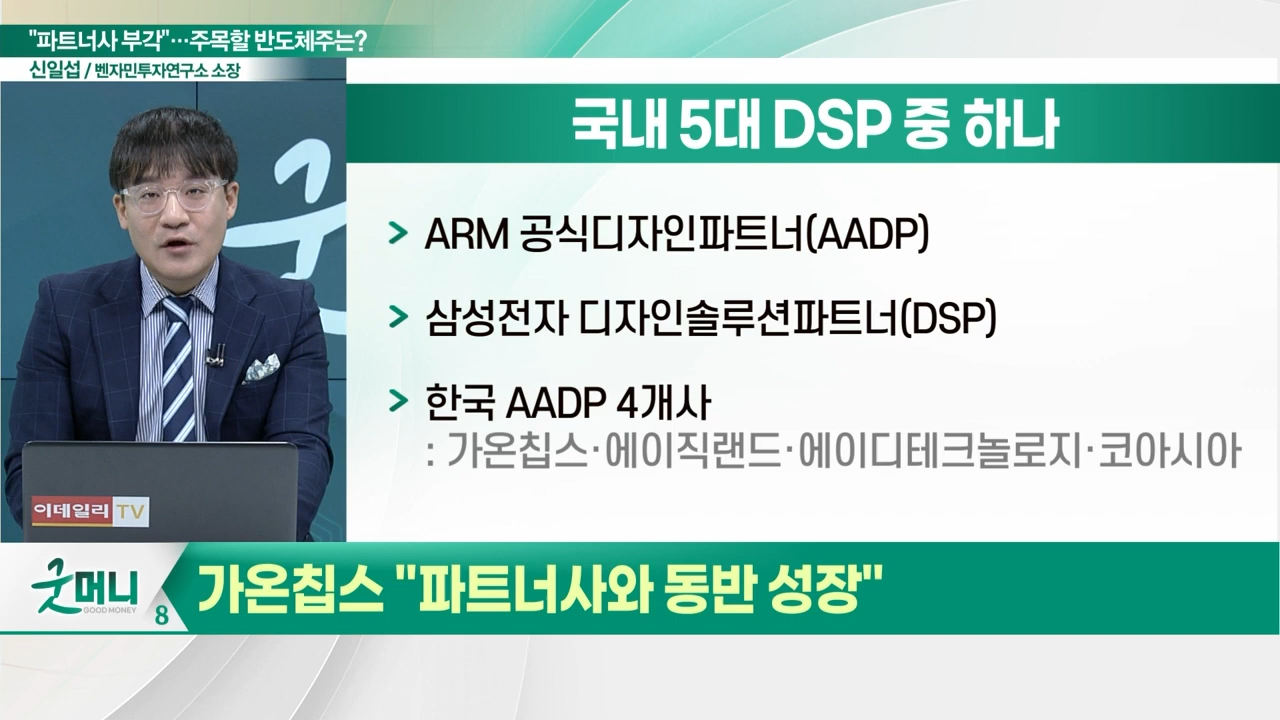 "파트너사 부각"…주목할 반도체주는?
신일섭 / 벤자민투자연구소 소장
국내 5대 DSP 중 하나
> ARM 공식디자인파트너(AADP)
> 삼성전자 디자인솔루션파트너(DSP)
> 한국 AADP 4개사
: 가온칩스·에이직랜드·에이디테크놀로지·코아시아
이데일리 TV
굿머니
GOOD MONEY
8
가온칩스 "파트너사와 동반 성장"